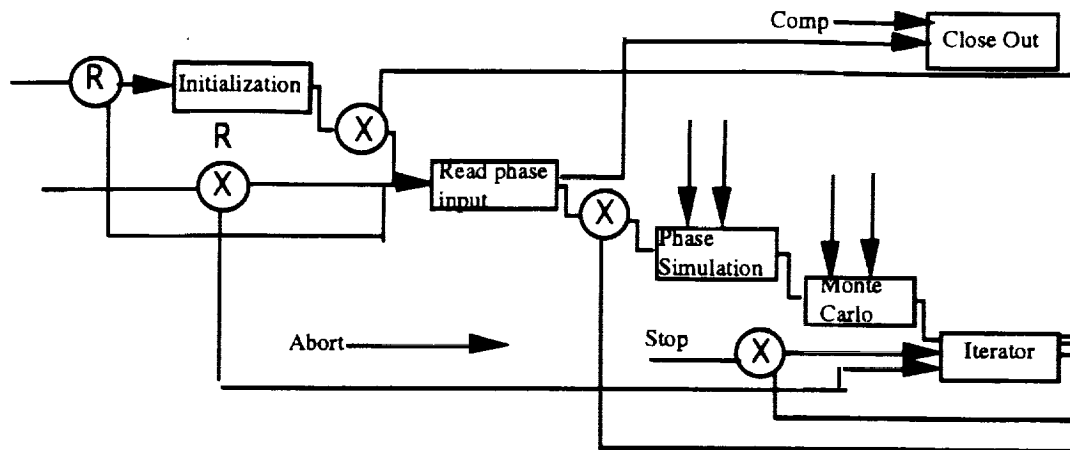 Comp
Close Out
R
Initialization
X
R
X
Read phase
input
X
Phase
Simulation
Monte
Carlo
Abort
Stop
X
Iterator